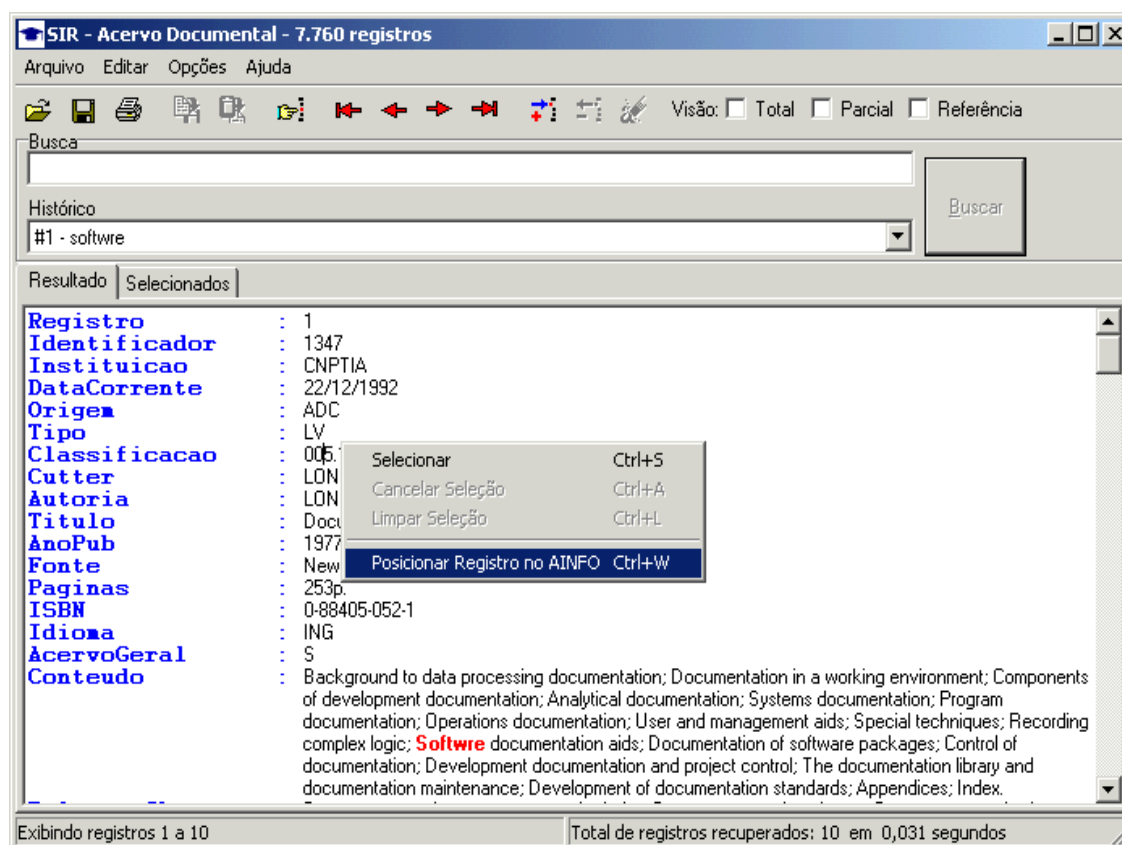 SIR - Acervo Documental - 7.760 registros
Arquivo Editar Opções Ajuda
Visão: Total Parcial Referência
Busca
Histórico
#1 - softwre
Buscar
Resultado Selecionados
Registro : 1
Identificador : 1347
Instituicao : CNPTIA
DataCorrente : 22/12/1992
Origem : ADC
Tipo : LV
Classificacao : 005.
Cutter : LON
Autoria : LON
Titulo : Docu
AnoPub : 1977
Fonte : New
Paginas : 253p.
ISBN : 0-88405-052-1
Idioma : ING
AcervoGeral : S
Conteudo : Background to data processing documentation; Documentation in a working environment; Components
of development documentation; Analytical documentation; Systems documentation; Program
documentation; Operations documentation; User and management aids; Special techniques; Recording
complex logic; Softwre documentation aids; Documentation of software packages; Control of
documentation; Development documentation and project control; The documentation library and
documentation maintenance; Development of documentation standards; Appendices; Index.
Selecionar Ctrl+S
Cancelar Seleção Ctrl+A
Limpar Seleção Ctrl+L
Posicionar Registro no AINFO Ctrl+W
Exibindo registros 1 a 10
Total de registros recuperados: 10 em 0,031 segundos